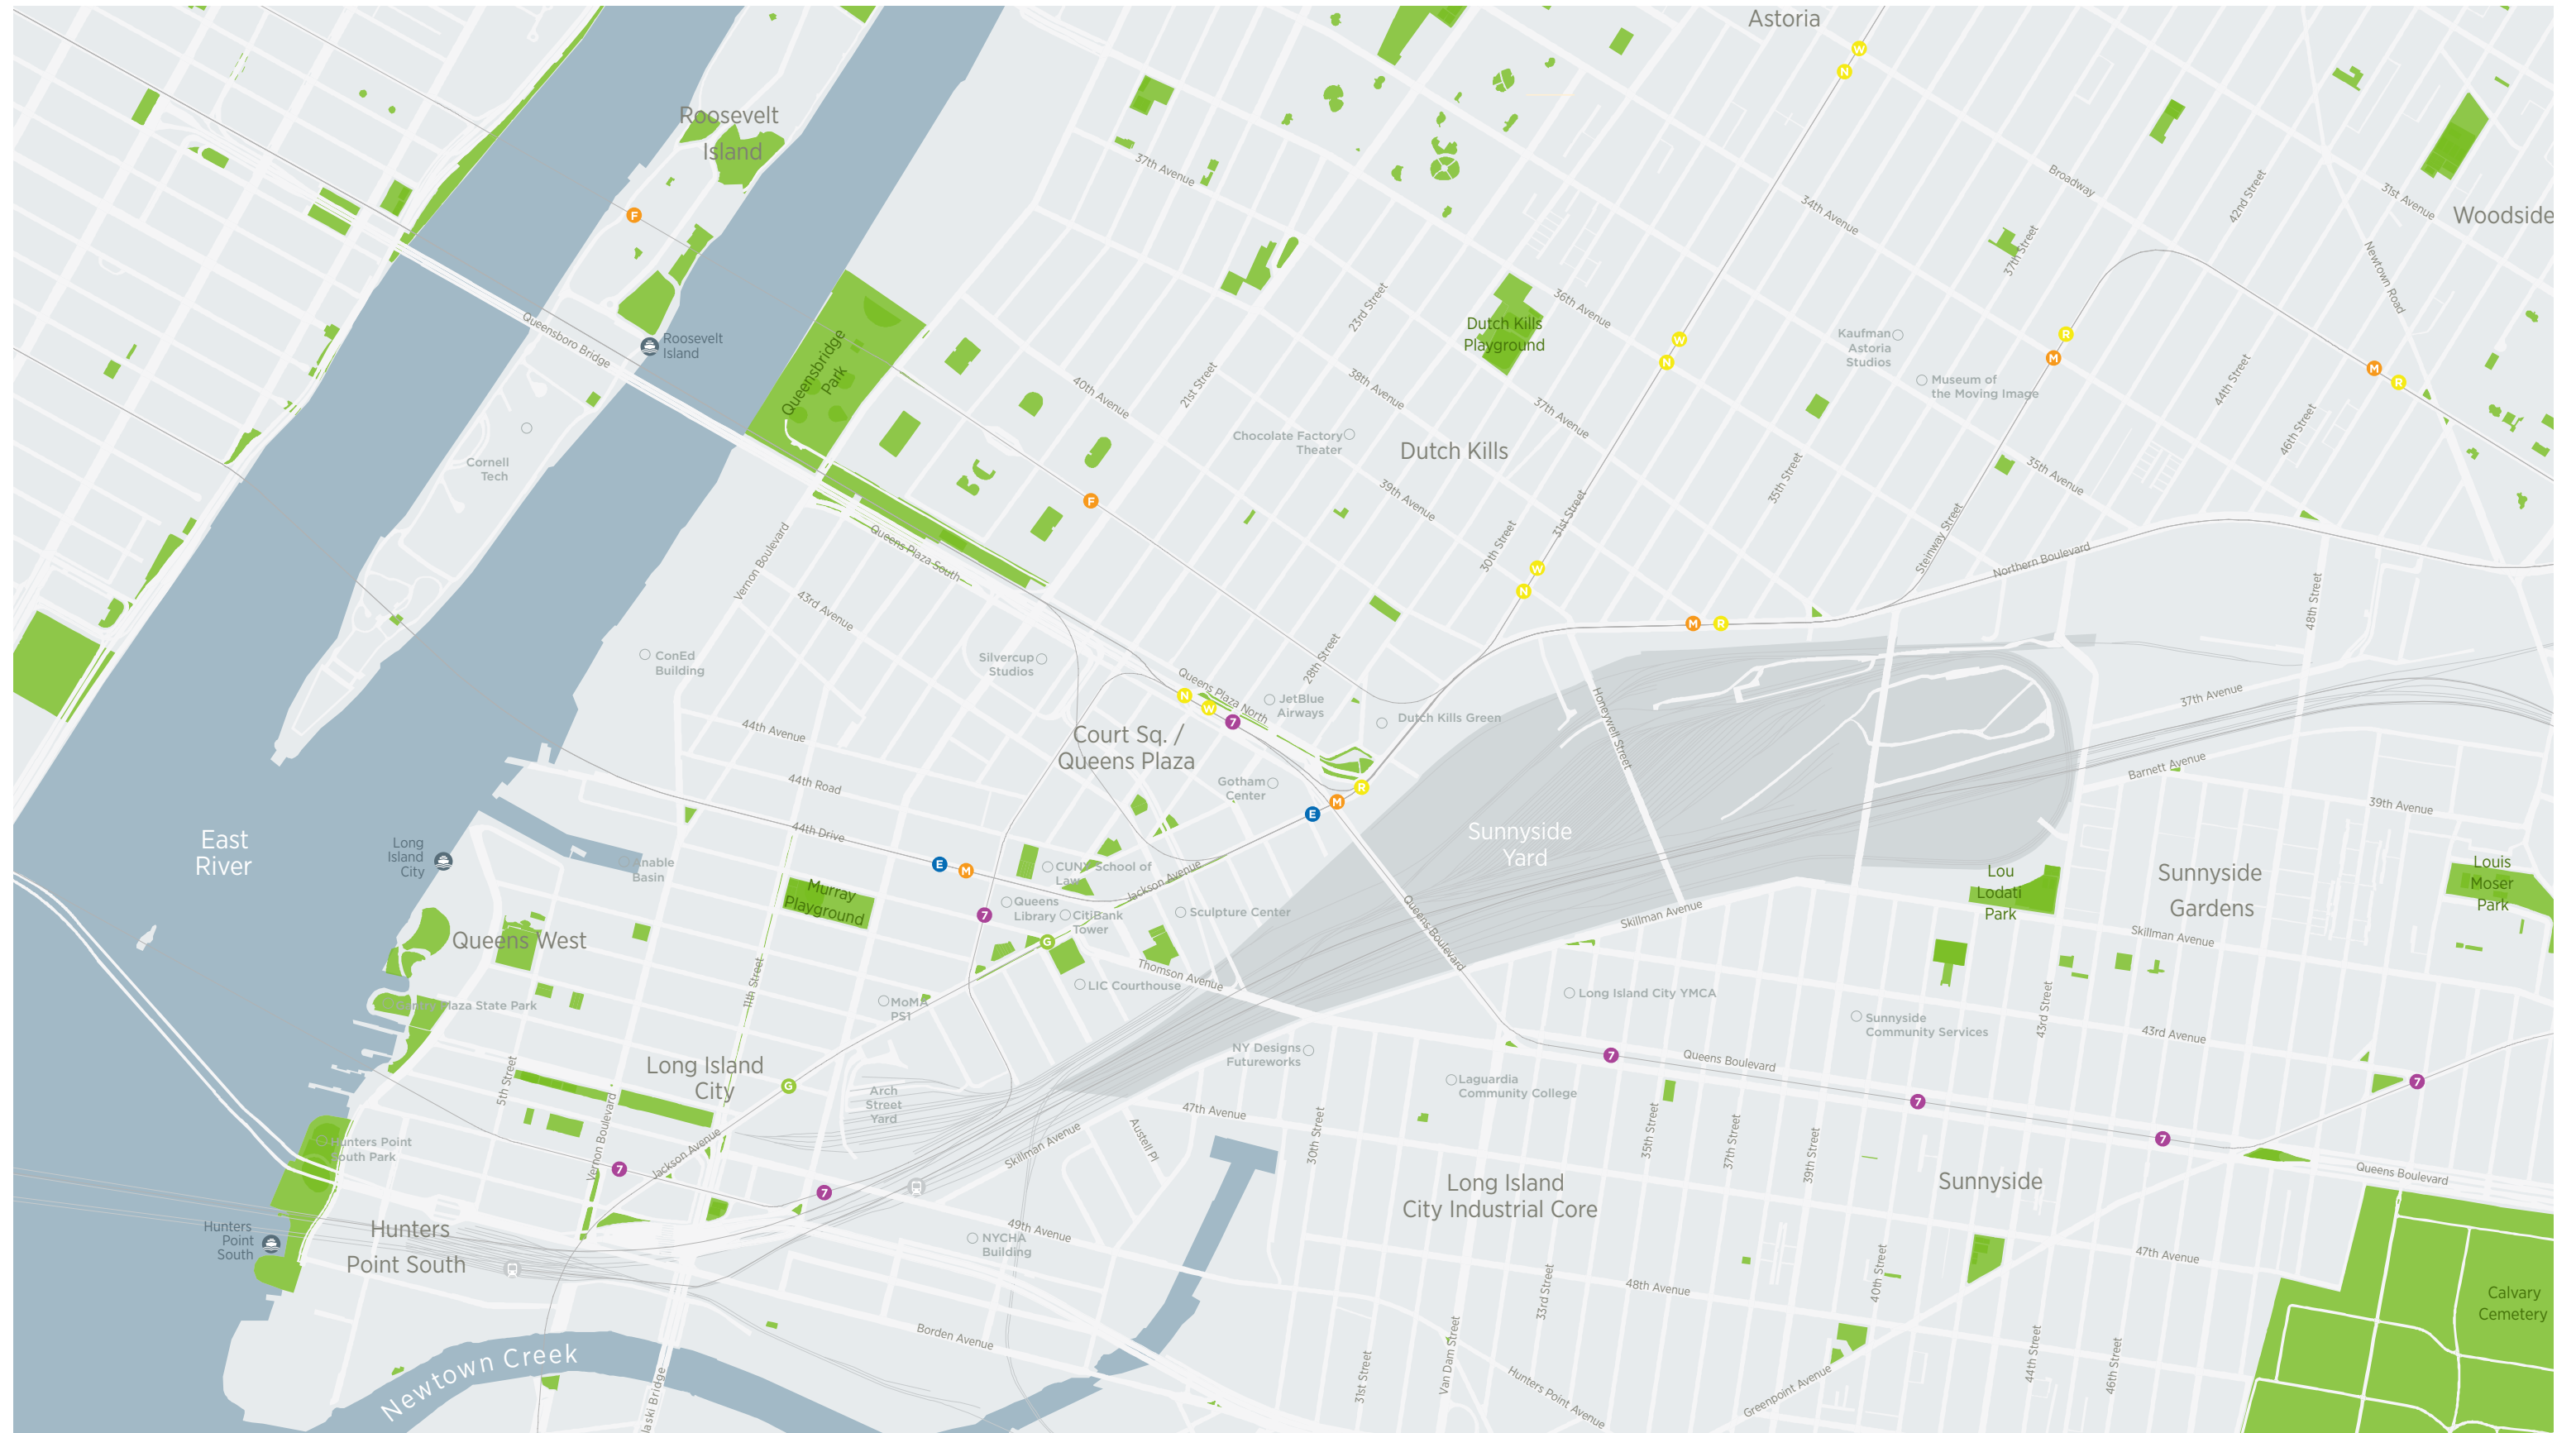 Astoria
W
N
Roosevelt
Island
37th Avenue
F
34th Avenue
Broadway
42nd Street
31st Avenue
Woodside
37th Street
Newtown Road
Queensboro Bridge
Roosevelt
Island
Queensbridge
Park
40th Avenue
21st Street
23rd Street
38th Avenue
Dutch Kills
Playground
36th Avenue
37th Avenue
W
N
Kaufman
Astoria
Studios
Museum of
the Moving Image
R
M
44th Street
46th Street
M
R
Cornell
Tech
F
Chocolate Factory
Theater
Dutch Kills
39th Avenue
35th Street
35th Avenue
Vernon Boulevard
Queens Plaza South
43rd Avenue
30th Street
31st Street
W
N
M
R
Steinway Street
Northern Boulevard
48th Street
ConEd
Building
Silvercup
Studios
28th Street
Queens Plaza North
N
W
7
JetBlue
Airways
Dutch Kills Green
Honeywell Street
37th Avenue
Barnett Avenue
39th Avenue
44th Avenue
44th Road
44th Drive
Court Sq. /
Queens Plaza
Gotham
Center
R
M
E
Sunnyside
Yard
East
River
Long
Island
City
Anable
Basin
E
M
Murray
Playground
CUNY School of
Law
Jackson Avenue
7
Queens
Library
CitiBank
Tower
Sculpture Center
G
Queens Boulevard
Skillman Avenue
Lou
Lodati
Park
Sunnyside
Gardens
Louis
Moser
Park
Skillman Avenue
Queens West
Thomson Avenue
LIC Courthouse
11th Street
MoMA
PS1
Plaza State Park
Long Island City YMCA
Sunnyside
Community Services
43rd Street
43rd Avenue
NY Designs
Futureworks
Laguardia
Community College
7
Queens Boulevard
7
7
7
Long Island
City
G
5th Street
Arch
Street
Yard
Vernon Boulevard
Jackson Avenue
47th Avenue
Austell Pl
Skillman Avenue
30th Street
35th Street
37th Street
39th Street
Hunters Point
South Park
7
7
Long Island
City Industrial Core
Sunnyside
Queens Boulevard
Hunters
Point
South
Hunters
Point South
NYCHA
Building
49th Avenue
47th Avenue
33rd Street
48th Avenue
40th Street
Calvary
Cemetery
Newtown Creek
laski Bridge
Borden Avenue
31st Street
Van Dam Street
Hunters Point Avenue
Greenpoint Avenue
44th Street
46th Street